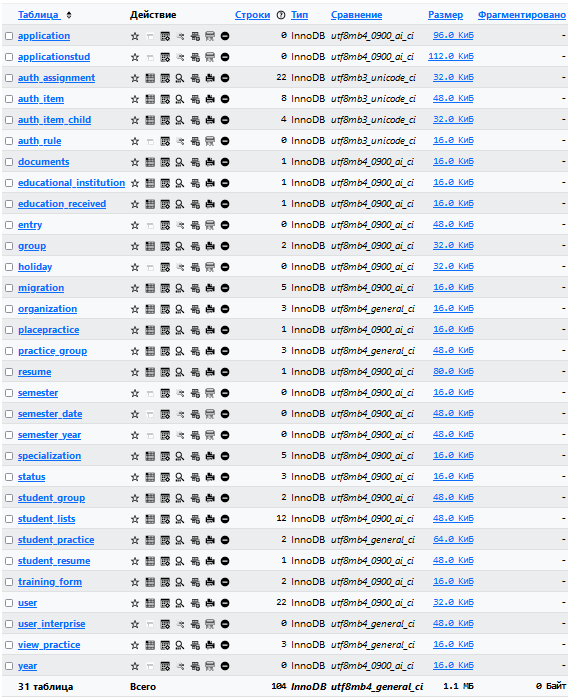 Таблица Действие Строки Тип Сравнение Размер Фрагментировано
application 0 InnoDB utf8mb4_0900_ai_ci 96.0 КиБ -
applicationstud 0 InnoDB utf8mb4_0900_ai_ci 112.0 КиБ -
auth_assignment 22 InnoDB utf8mb3_unicode_ci 32.0 КиБ -
auth_item 8 InnoDB utf8mb3_unicode_ci 48.0 КиБ -
auth_item_child 4 InnoDB utf8mb3_unicode_ci 32.0 КиБ -
auth_rule 0 InnoDB utf8mb3_unicode_ci 16.0 КиБ -
documents 1 InnoDB utf8mb4_0900_ai_ci 16.0 КиБ -
educational_institution 1 InnoDB utf8mb4_0900_ai_ci 16.0 КиБ -
education_received 1 InnoDB utf8mb4_0900_ai_ci 16.0 КиБ -
entry 0 InnoDB utf8mb4_0900_ai_ci 48.0 КиБ -
group 2 InnoDB utf8mb4_0900_ai_ci 32.0 КиБ -
holiday 0 InnoDB utf8mb4_0900_ai_ci 32.0 КиБ -
migration 5 InnoDB utf8mb4_0900_ai_ci 16.0 КиБ -
organization 3 InnoDB utf8mb4_general_ci 16.0 КиБ -
placepractice 1 InnoDB utf8mb4_0900_ai_ci 16.0 КиБ -
practice_group 3 InnoDB utf8mb4_general_ci 48.0 КиБ -
resume 1 InnoDB utf8mb4_0900_ai_ci 80.0 КиБ -
semester 0 InnoDB utf8mb4_0900_ai_ci 16.0 КиБ -
semester_date 0 InnoDB utf8mb4_0900_ai_ci 48.0 КиБ -
semester_year 0 InnoDB utf8mb4_0900_ai_ci 48.0 КиБ -
specialization 5 InnoDB utf8mb4_0900_ai_ci 16.0 КиБ -
status 3 InnoDB utf8mb4_0900_ai_ci 16.0 КиБ -
student_group 2 InnoDB utf8mb4_0900_ai_ci 48.0 КиБ -
student_lists 12 InnoDB utf8mb4_0900_ai_ci 48.0 КиБ -
student_practice 2 InnoDB utf8mb4_general_ci 64.0 КиБ -
student_resume 1 InnoDB utf8mb4_0900_ai_ci 48.0 КиБ -
training_form 2 InnoDB utf8mb4_0900_ai_ci 16.0 КиБ -
user 22 InnoDB utf8mb4_0900_ai_ci 32.0 КиБ -
user_interprise 0 InnoDB utf8mb4_general_ci 48.0 КиБ -
view_practice 3 InnoDB utf8mb4_general_ci 16.0 КиБ -
year 0 InnoDB utf8mb4_0900_ai_ci 16.0 КиБ -
31 таблица Всего 104 InnoDB utf8mb4_general_ci 1.1 МБ 0 Байт